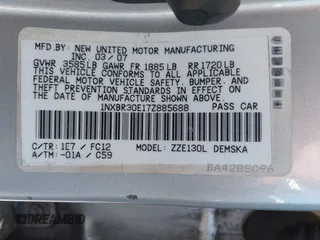 MFD. BY: NEW UNITED MOTOR MANUFACTURING
INC 03/07
GVWR 3585LB GAWR FR 1885LB RR1720LB
THIS VEHICLE CONFORMS TO ALL APPLICABLE
FEDERAL MOTOR VEHICLE SAFETY, BUMPER, AND
THEFT PREVENTION STANDARDS IN EFFECT ON
THE DATE OF MANUFACTURE SHOWN ABOVE.
1NXBR30E17Z885688 PASS CAR
C/TR: 1E7 / FC12 MODEL: ZZE130L DEMSKA
A/TM: -01A / C59
BA4285096
DREAMBID